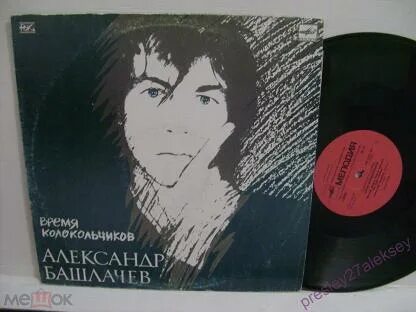 ВРЕМЯ
КОЛОКОЛЬЧИКОВ
АЛЕКСАНДР
БАШЛАЧЕВ
МЕЛОДИЯ
presley27aleksey
МешОК